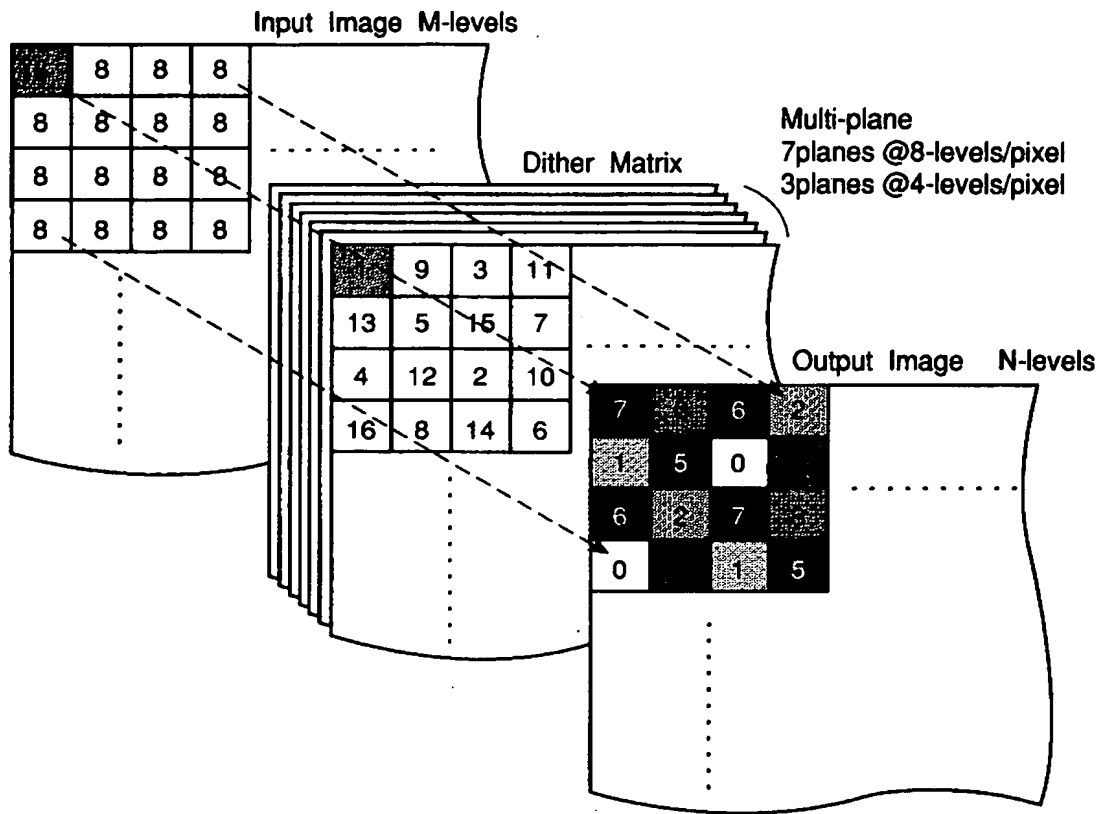 Input Image M-levels
8 8 8
8 8 8 8
8 8 8 8
8 8 8 8
Multi-plane
7planes @8-levels/pixel
3planes @4-levels/pixel
Dither Matrix
9 3 11
13 5 15 7
4 12 2 10
16 8 14 6
Output Image N-levels
7 6 2
1 5 0
6 2 7
0 1 5